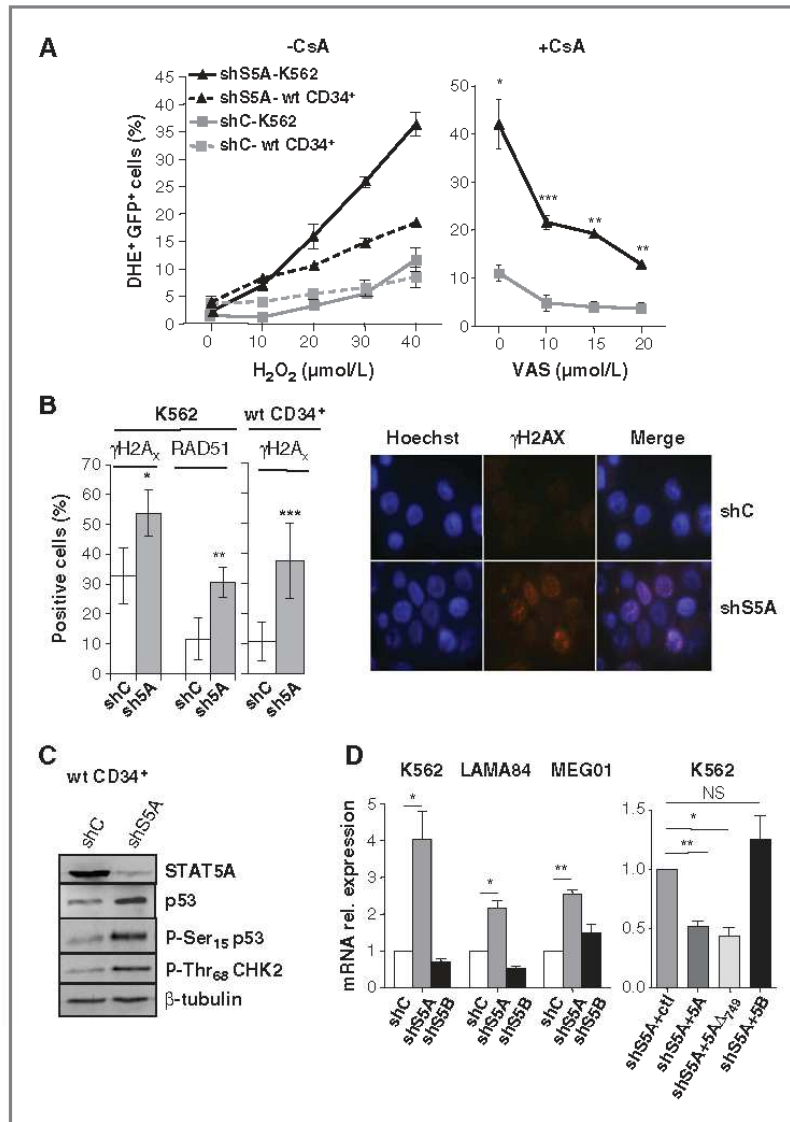 A
-CsA
+CsA
shS5A-K562
shS5A- wt CD34+
shC-K562
shC- wt CD34+
DHE+ GFP+ cells (%)
45
40
35
30
25
20
15
10
5
0
0 10 20 30 40
H2O2 (µmol/L)
50
40
30
20
10
0
*
***
**
**
0 10 15 20
VAS (µmol/L)
B
K562 wt CD34+
γH2Ax RAD51 γH2Ax
Positive cells (%)
70
60
50
40
30
20
10
0
*
**
***
shC sh5A shC sh5A shC sh5A
Hoechst γH2AX Merge
shC
shS5A
C
wt CD34+
shC shS5A
STAT5A
p53
P-Ser15 p53
P-Thr68 CHK2
β-tubulin
D
K562 LAMA84 MEG01
mRNA rel. expression
5
4
3
2
1
0
*
*
**
shC shS5A shS5B shC shS5A shS5B shC shS5A shS5B
K562
NS
*
**
1.5
1.0
0.5
0.0
shS5A+ctl shS5A+5A shS5A+5AΔ749 shS5A+5B